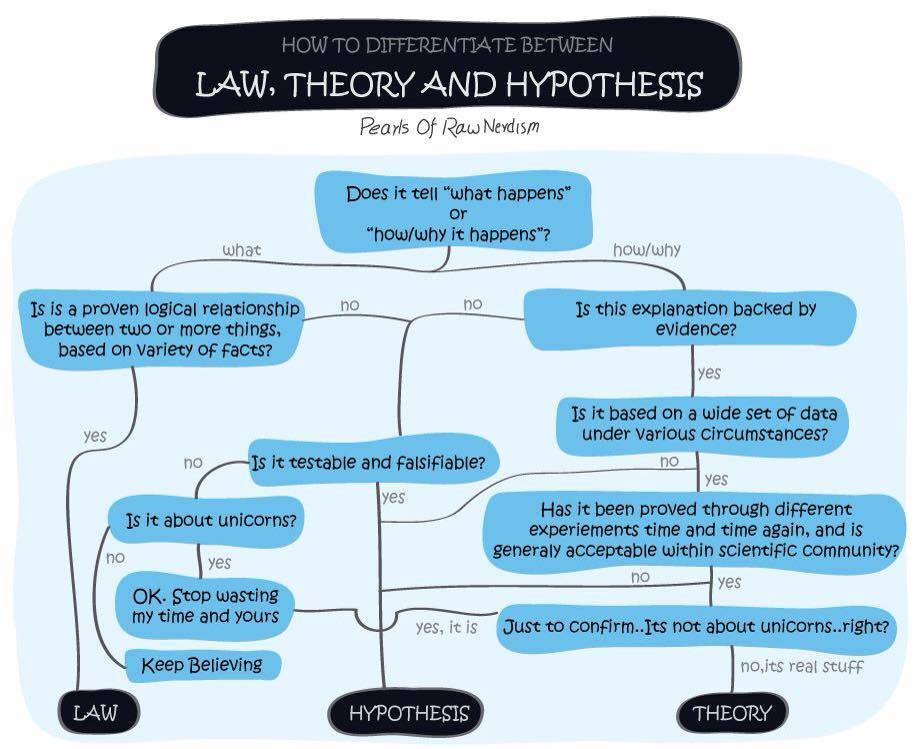 HOW TO DIFFERENTIATE BETWEEN
LAW, THEORY AND HYPOTHESIS
Pearls Of Raw Nerdism
Does it tell “what happens”
or
“how/why it happens”?
what
how/why
Is is a proven logical relationship
between two or more things,
based on variety of facts?
no
no
Is this explanation backed by
evidence?
yes
Is it based on a wide set of data
under various circumstances?
yes
no
Is it testable and falsifiable?
no
yes
yes
Is it about unicorns?
Has it been proved through different
experiements time and time again, and is
generaly acceptable within scientific community?
no
yes
no
yes
OK. Stop wasting
my time and yours
yes, it is
Just to confirm..Its not about unicorns..right?
Keep Believing
no,its real stuff
LAW
HYPOTHESIS
THEORY